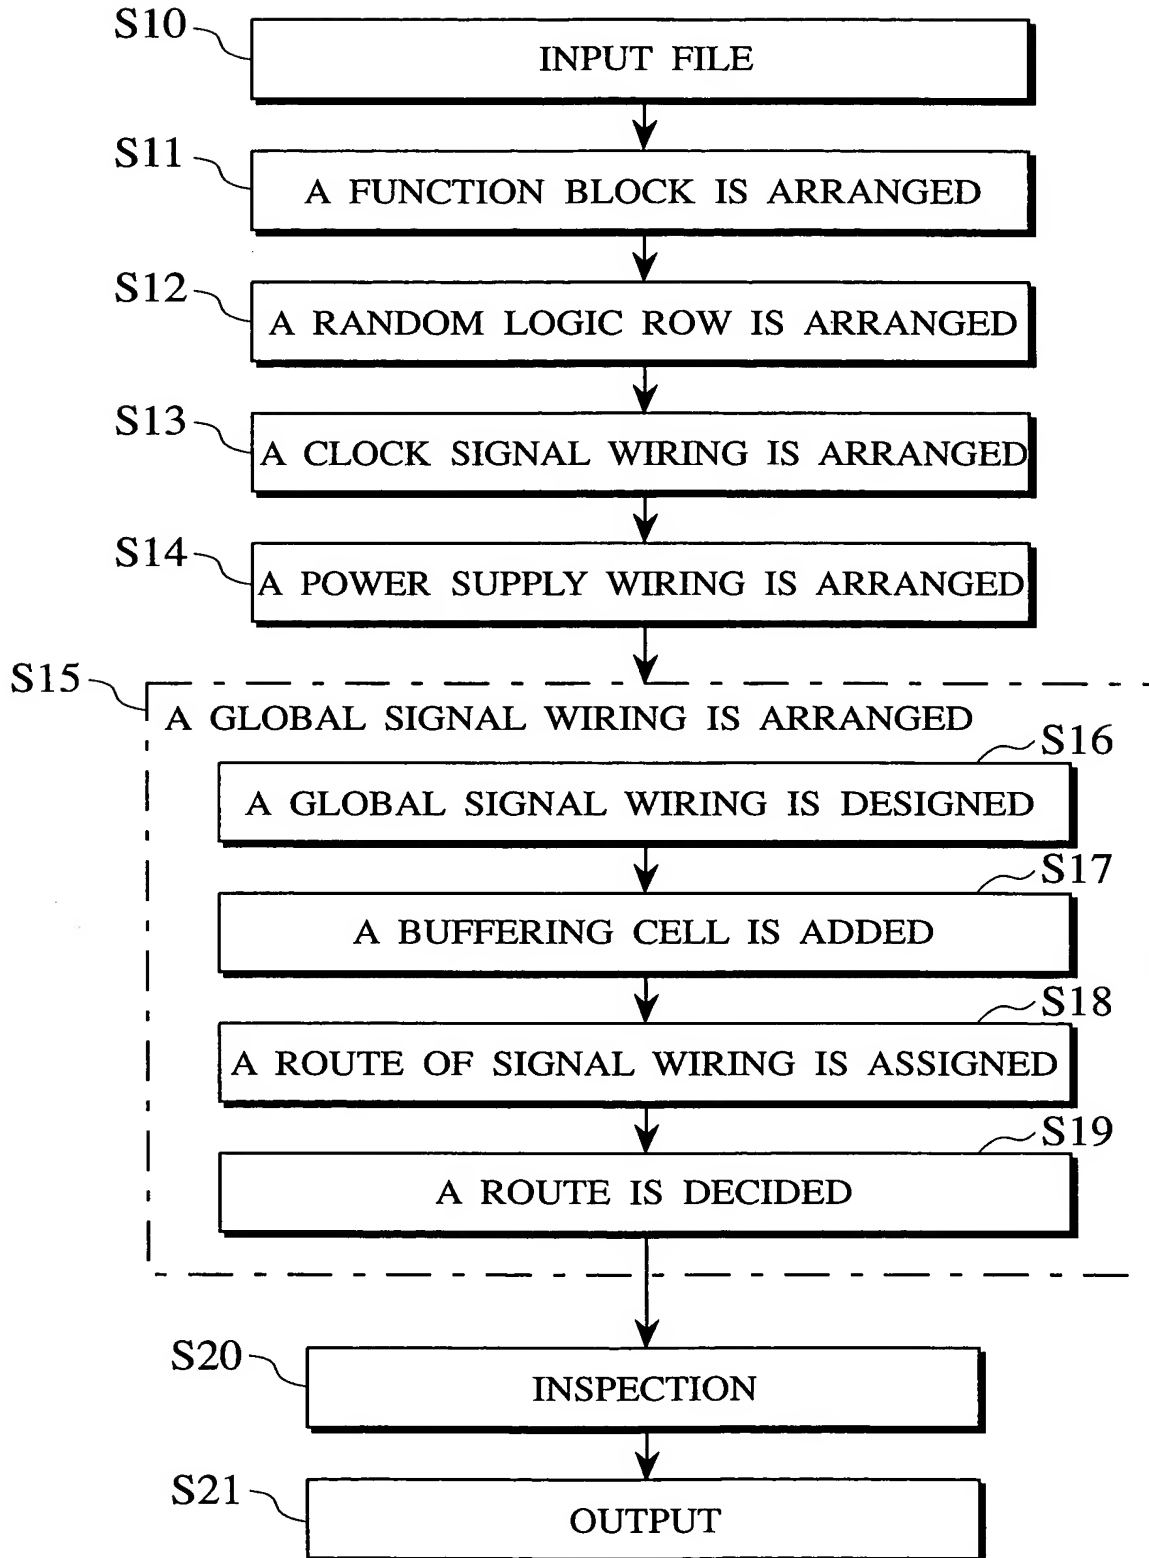 S10
INPUT FILE
S11
A FUNCTION BLOCK IS ARRANGED
S12
A RANDOM LOGIC ROW IS ARRANGED
S13
A CLOCK SIGNAL WIRING IS ARRANGED
S14
A POWER SUPPLY WIRING IS ARRANGED
S15
A GLOBAL SIGNAL WIRING IS ARRANGED
S16
A GLOBAL SIGNAL WIRING IS DESIGNED
S17
A BUFFERING CELL IS ADDED
S18
A ROUTE OF SIGNAL WIRING IS ASSIGNED
S19
A ROUTE IS DECIDED
S20
INSPECTION
S21
OUTPUT